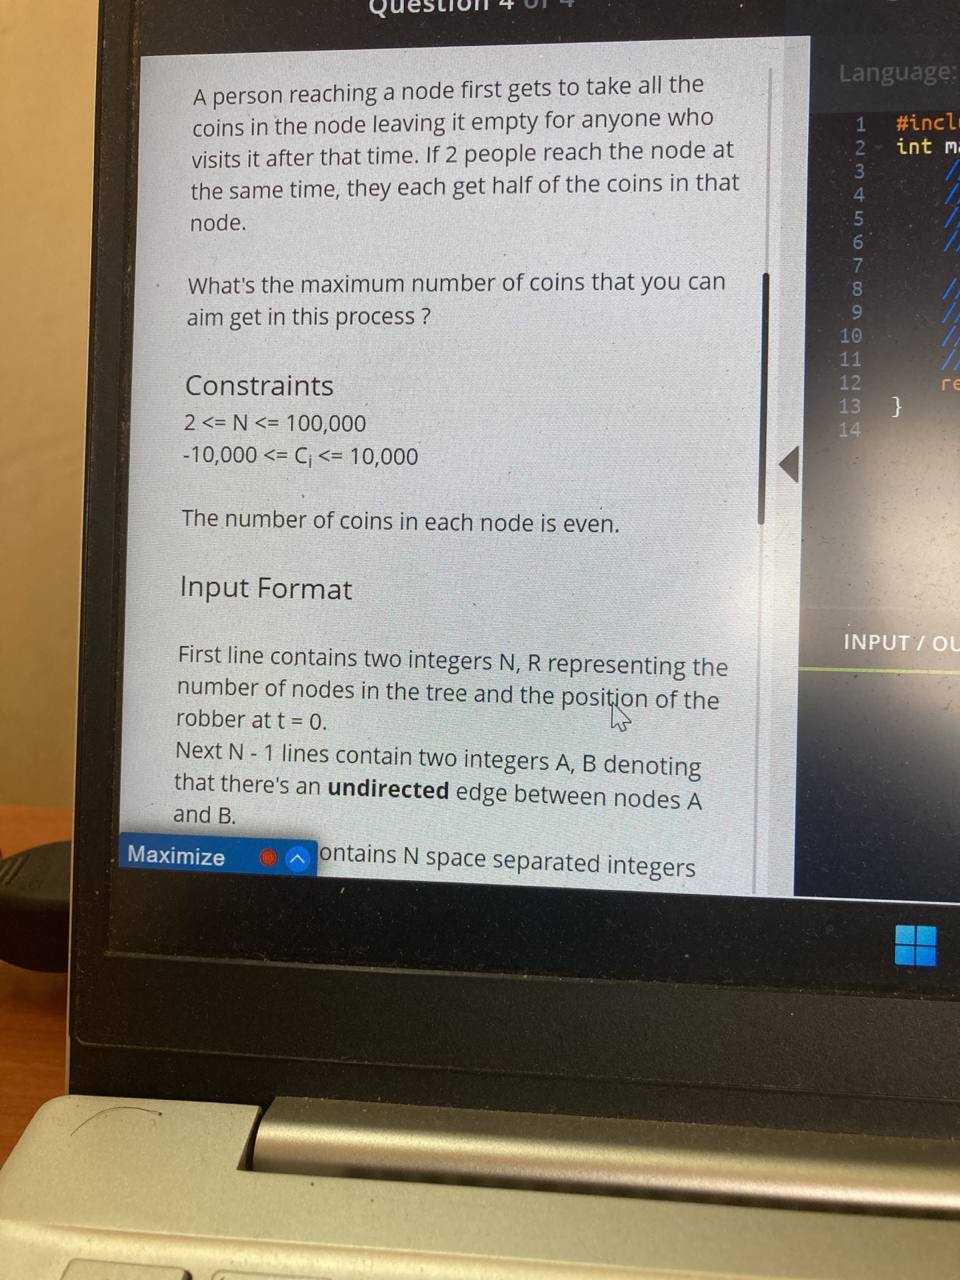 Question 4 of 4
A person reaching a node first gets to take all the
coins in the node leaving it empty for anyone who
visits it after that time. If 2 people reach the node at
the same time, they each get half of the coins in that
node.
What's the maximum number of coins that you can
aim get in this process ?
Constraints
2 <= N <= 100,000
-10,000 <= Ci <= 10,000
The number of coins in each node is even.
Input Format
First line contains two integers N, R representing the
number of nodes in the tree and the position of the
robber at t = 0.
Next N - 1 lines contain two integers A, B denoting
that there's an undirected edge between nodes A
and B.
ontains N space separated integers
Maximize
Language:
1 #incl
2 int m
3 /
4 /
5 /
6 //
7
8 //
9 //
10 //
11 //
12 re
13 }
14
INPUT / OU